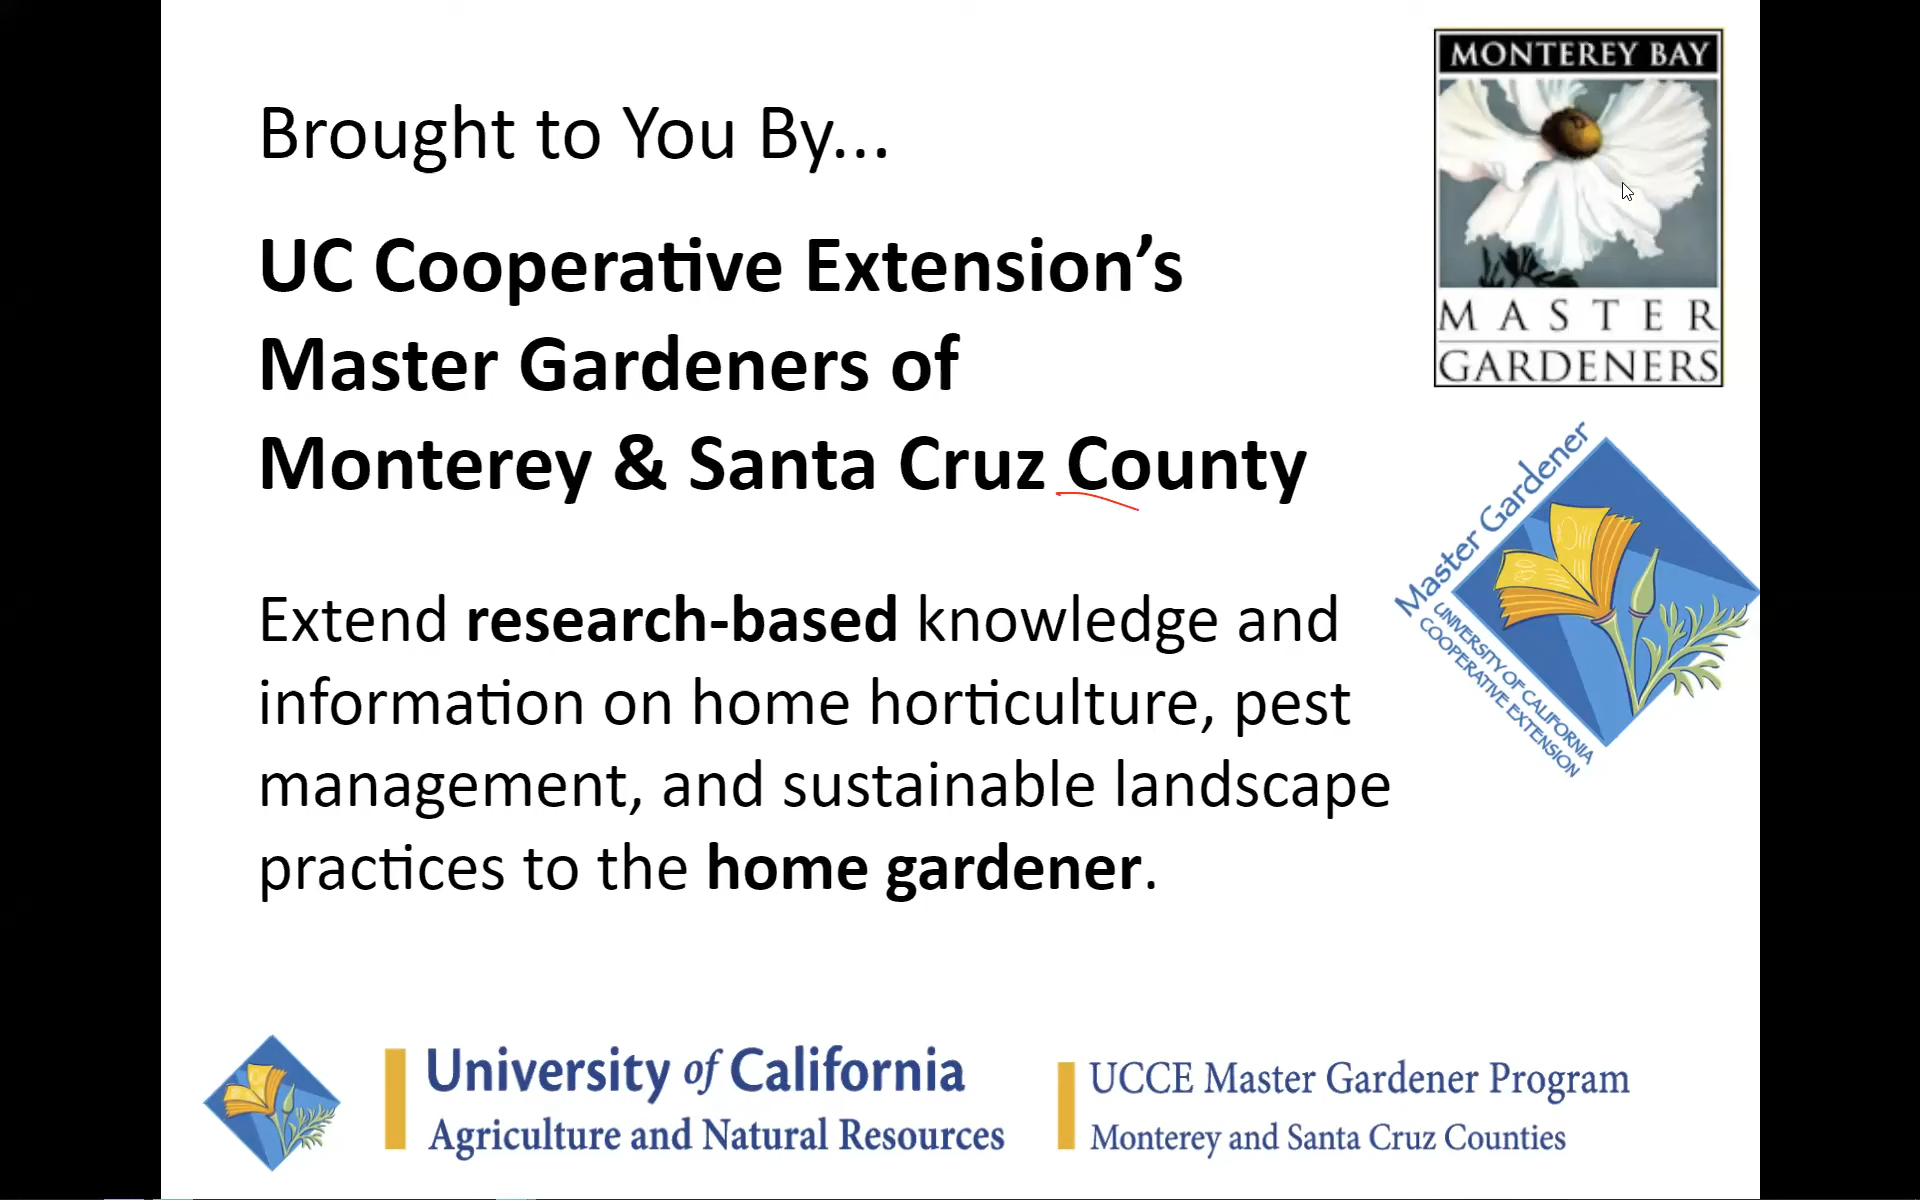 Brought to You By...
UC Cooperative Extension’s
Master Gardeners of
Monterey & Santa Cruz County
Extend research-based knowledge and
information on home horticulture, pest
management, and sustainable landscape
practices to the home gardener.
MONTEREY BAY
MASTER
GARDENERS
Master Gardener
UNIVERSITY OF CALIFORNIA
COOPERATIVE EXTENSION
University of California
Agriculture and Natural Resources
UCCE Master Gardener Program
Monterey and Santa Cruz Counties